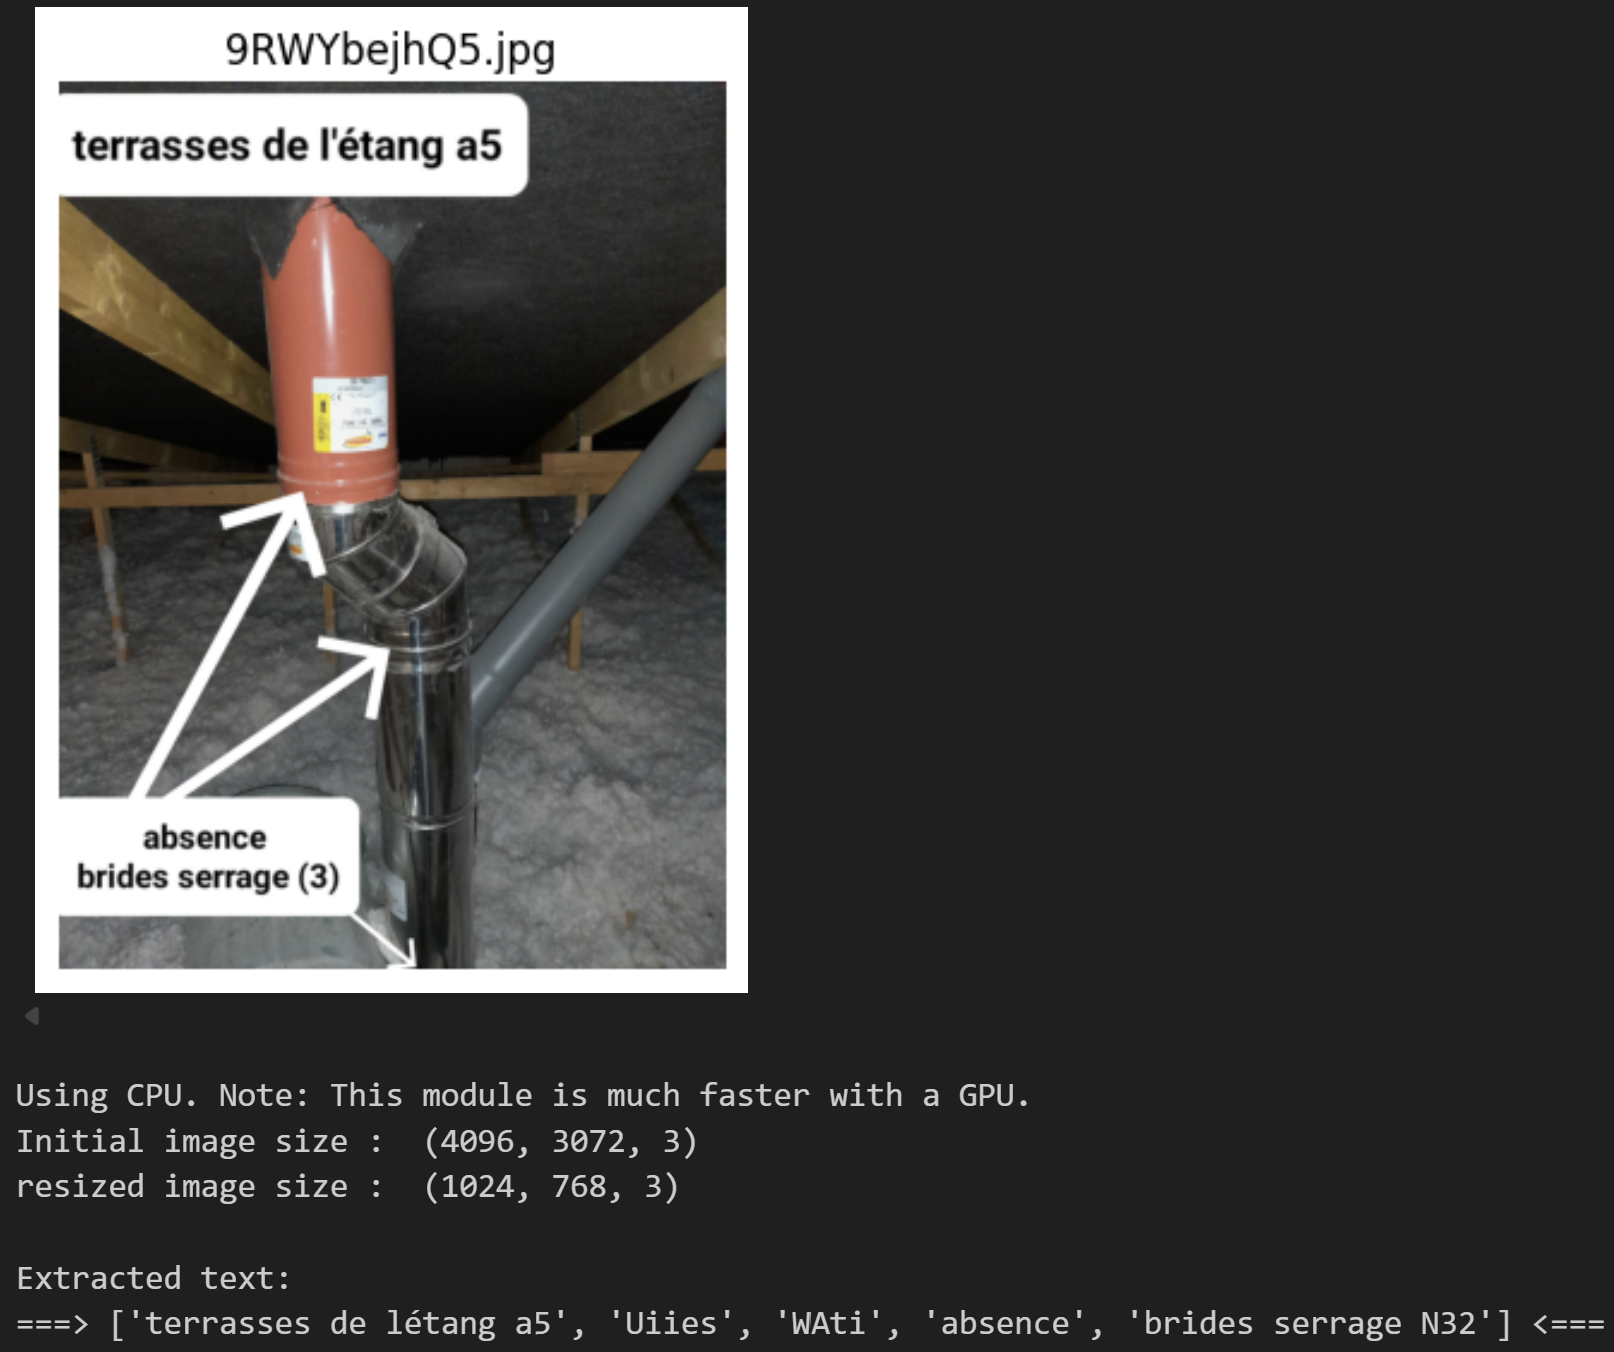 9RWYbejhQ5.jpg
terrasses de l'étang a5
absence
brides serrage (3)
Using CPU. Note: This module is much faster with a GPU.
Initial image size :  (4096, 3072, 3)
resized image size :  (1024, 768, 3)
Extracted text:
===> ['terrasses de létang a5', 'Uiies', 'WAti', 'absence', 'brides serrage N32'] <===